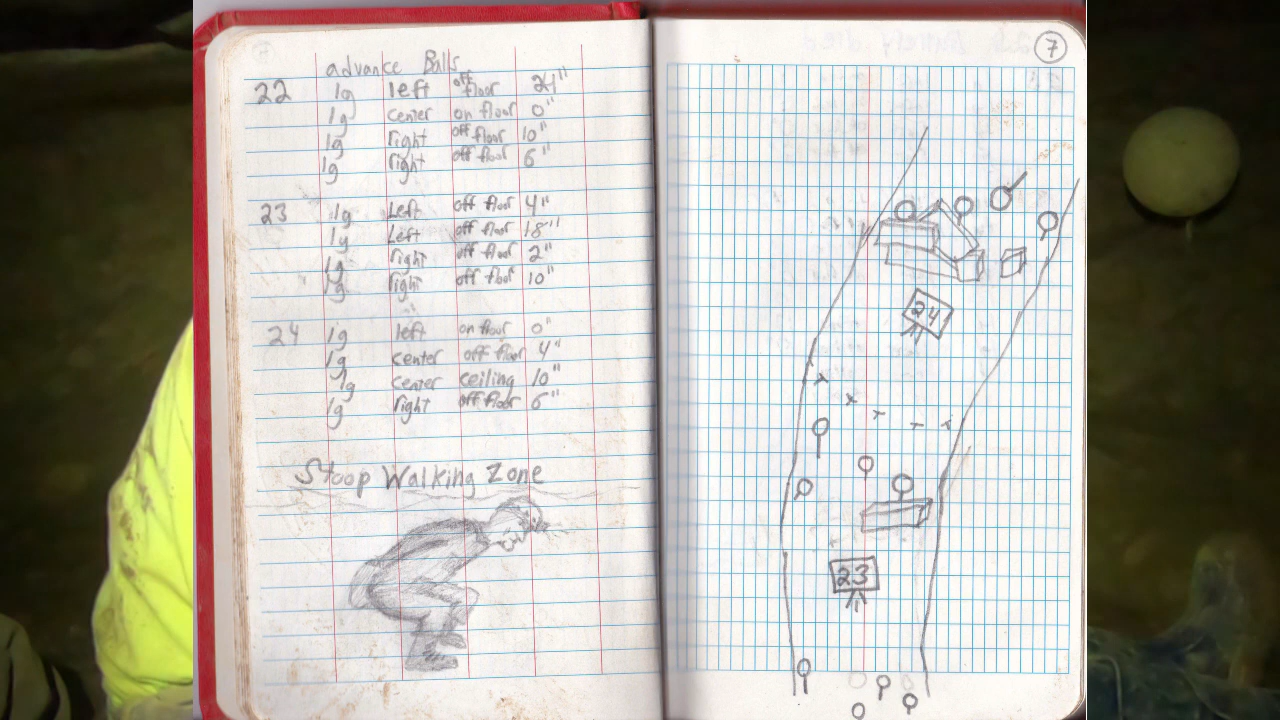 advance Balls
22 1g left off floor 24"
1g center on floor 0"
1g right off floor 10"
1g right off floor 6"
23 1g Left off floor 4"
1g Left off floor 18"
1g right off floor 2"
1g right off floor 10"
24 1g left on floor 0"
1g center off floor 4"
1g center ceiling 10"
1g right off floor 6"
Stoop Walking Zone
7
24
23